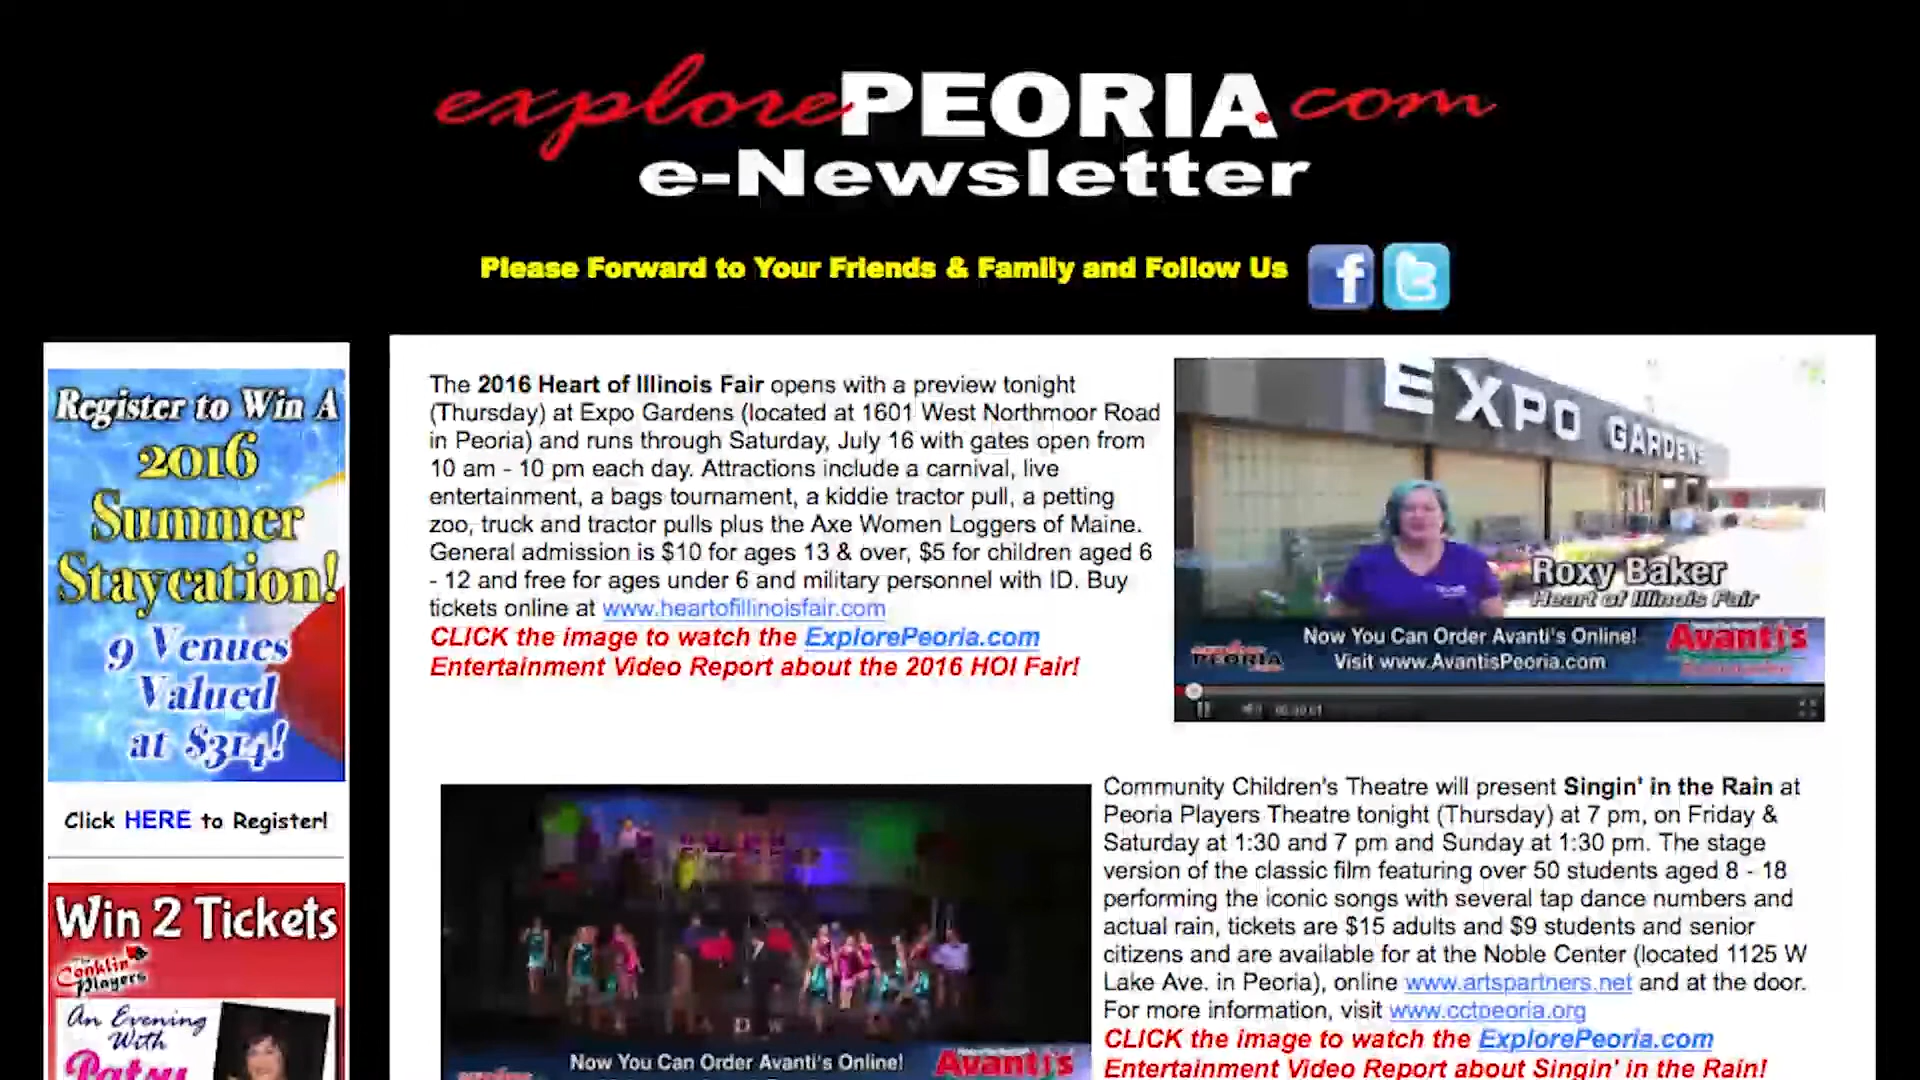 explorePEORIA.com
e-Newsletter
Please Forward to Your Friends & Family and Follow Us
Register to Win A
2016
Summer
Staycation!
9 Venues
Valued
at $314!
Click HERE to Register!
Win 2 Tickets
Conklin
Players
An Evening
With
Patsy
The 2016 Heart of Illinois Fair opens with a preview tonight
(Thursday) at Expo Gardens (located at 1601 West Northmoor Road
in Peoria) and runs through Saturday, July 16 with gates open from
10 am - 10 pm each day. Attractions include a carnival, live
entertainment, a bags tournament, a kiddie tractor pull, a petting
zoo, truck and tractor pulls plus the Axe Women Loggers of Maine.
General admission is $10 for ages 13 & over, $5 for children aged 6
- 12 and free for ages under 6 and military personnel with ID. Buy
tickets online at www.heartofillinoisfair.com
CLICK the image to watch the ExplorePeoria.com
Entertainment Video Report about the 2016 HOI Fair!
EXPO GARDENS
Roxy Baker
Heart of Illinois Fair
Now You Can Order Avanti's Online!
Visit www.AvantisPeoria.com
explore PEORIA
Avanti's
Community Children's Theatre will present Singin' in the Rain at
Peoria Players Theatre tonight (Thursday) at 7 pm, on Friday &
Saturday at 1:30 and 7 pm and Sunday at 1:30 pm. The stage
version of the classic film featuring over 50 students aged 8 - 18
performing the iconic songs with several tap dance numbers and
actual rain, tickets are $15 adults and $9 students and senior
citizens and are available for at the Noble Center (located 1125 W
Lake Ave. in Peoria), online www.artspartners.net and at the door.
For more information, visit www.cctpeoria.org
CLICK the image to watch the ExplorePeoria.com
Entertainment Video Report about Singin' in the Rain!
Now You Can Order Avanti's Online!
Avanti's